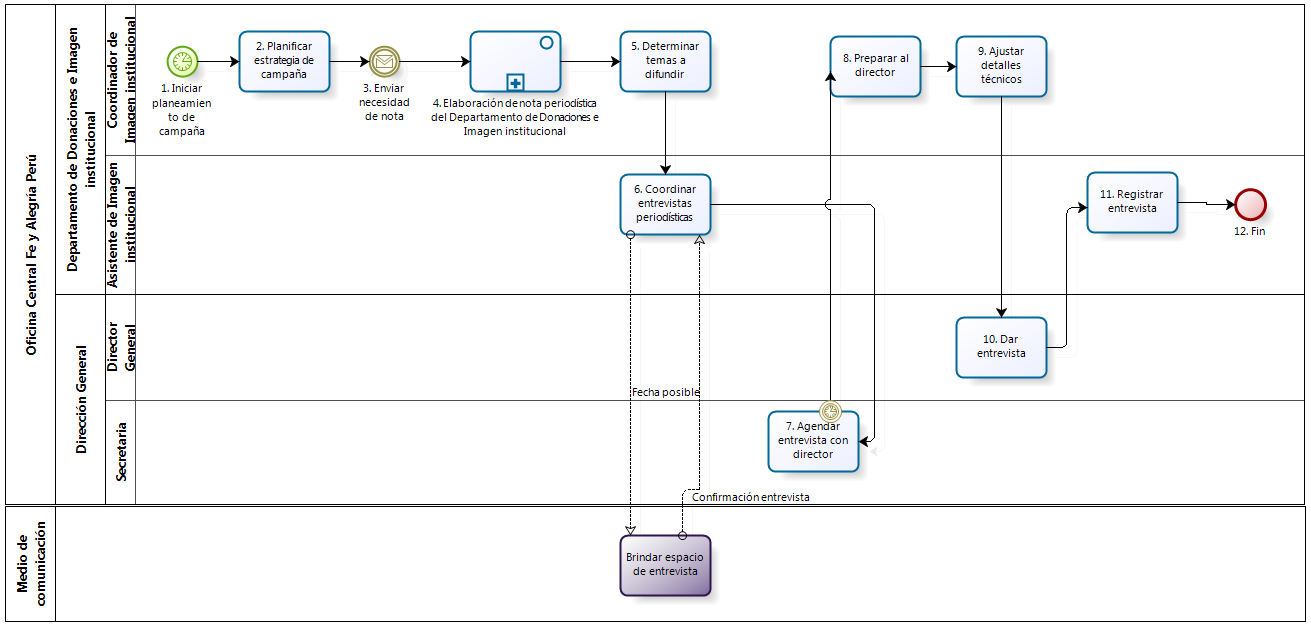 Oficina Central Fe y Alegría Perú
Departamento de Donaciones e Imagen
institucional
Coordinador de
Imagen institucional
1. Iniciar
planeamien
to de
campaña
2. Planificar
estrategia de
campaña
3. Enviar
necesidad
de nota
4. Elaboración de nota periodística
del Departamento de Donaciones e
Imagen institucional
5. Determinar
temas a
difundir
8. Preparar al
director
9. Ajustar
detalles
técnicos
Asistente de Imagen
institucional
6. Coordinar
entrevistas
periodísticas
11. Registrar
entrevista
12. Fin
Dirección General
Director
General
10. Dar
entrevista
Fecha posible
Secretaria
7. Agendar
entrevista con
director
Confirmación entrevista
Medio de
comunicación
Brindar espacio
de entrevista